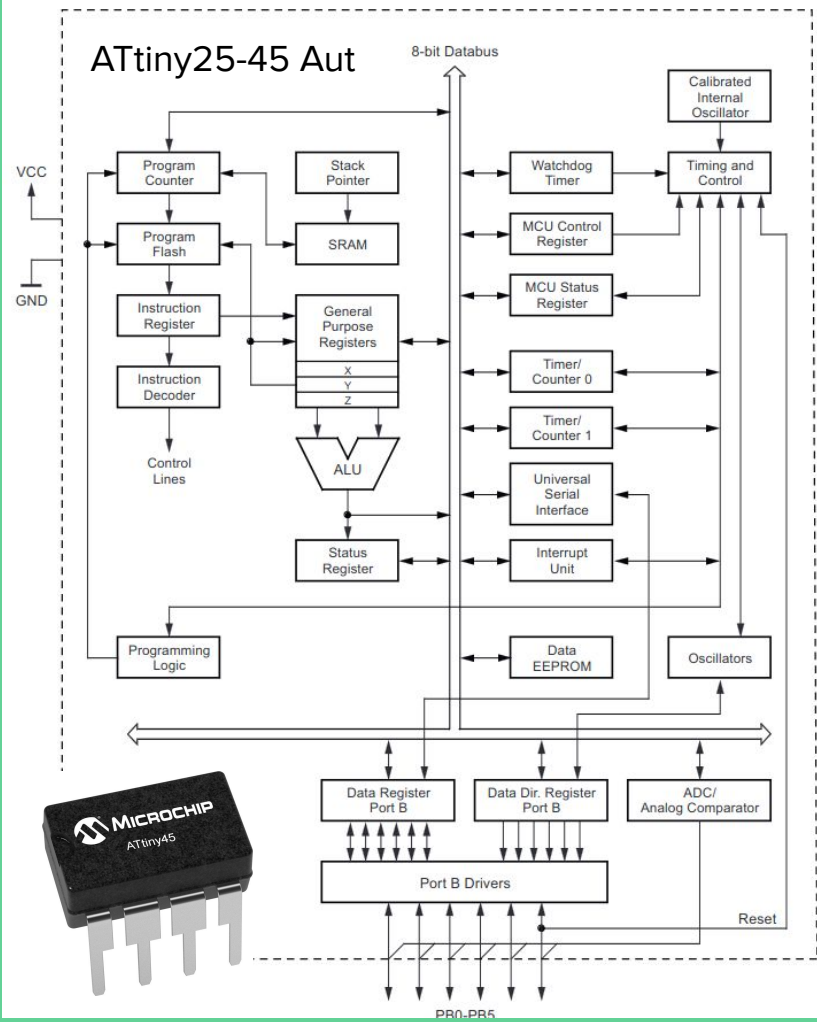 ATtiny25-45 Aut
8-bit Databus
Calibrated
Internal
Oscillator
VCC
GND
Program
Counter
Stack
Pointer
Watchdog
Timer
Timing and
Control
Program
Flash
SRAM
MCU Control
Register
Instruction
Register
General
Purpose
Registers
X
Y
Z
MCU Status
Register
Instruction
Decoder
Timer/
Counter 0
Control
Lines
ALU
Timer/
Counter 1
Universal
Serial
Interface
Status
Register
Interrupt
Unit
Programming
Logic
Data
EEPROM
Oscillators
Data Register
Port B
Data Dir. Register
Port B
ADC/
Analog Comparator
MICROCHIP
ATtiny45
Port B Drivers
Reset
PB0-PB5